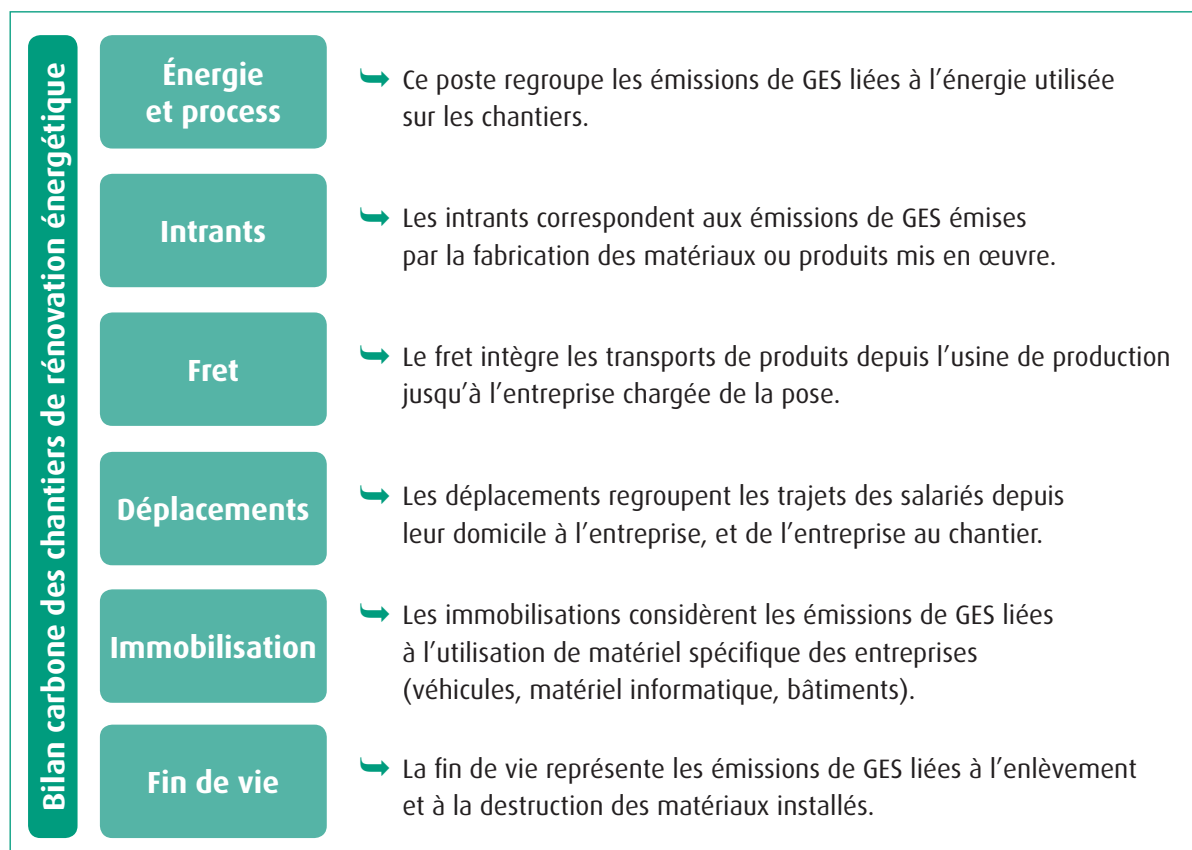 Bilan carbone des chantiers de rénovation énergétique
Énergie
et process
Ce poste regroupe les émissions de GES liées à l’énergie utilisée
sur les chantiers.
Intrants
Les intrants correspondent aux émissions de GES émises
par la fabrication des matériaux ou produits mis en œuvre.
Fret
Le fret intègre les transports de produits depuis l’usine de production
jusqu’à l’entreprise chargée de la pose.
Déplacements
Les déplacements regroupent les trajets des salariés depuis
leur domicile à l’entreprise, et de l’entreprise au chantier.
Immobilisation
Les immobilisations considèrent les émissions de GES liées
à l’utilisation de matériel spécifique des entreprises
(véhicules, matériel informatique, bâtiments).
Fin de vie
La fin de vie représente les émissions de GES liées à l’enlèvement
et à la destruction des matériaux installés.